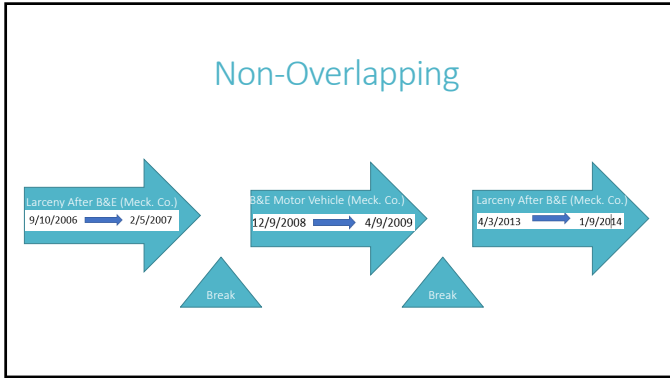 Non-Overlapping
Larceny After B&E (Meck. Co.)
9/10/2006 2/5/2007
B&E Motor Vehicle (Meck. Co.)
12/9/2008 4/9/2009
Larceny After B&E (Meck. Co.)
4/3/2013 1/9/2014
Break
Break